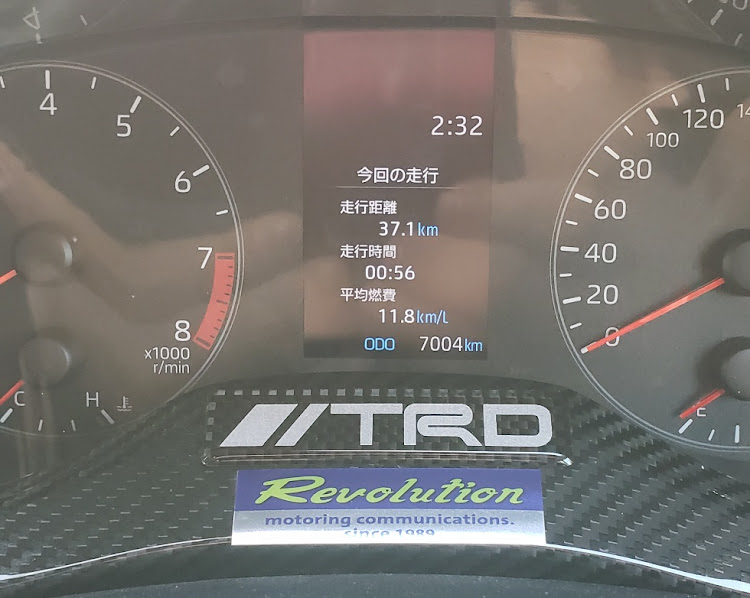 4
5
6
7
8
x1000
r/min
C
H
2:32
今回の走行
走行距離
37.1km
走行時間
00:56
平均燃費
11.8km/L
ODO 7004km
120
100
80
60
40
20
0
E
TRD
Revolution
motoring communications.
since 1989